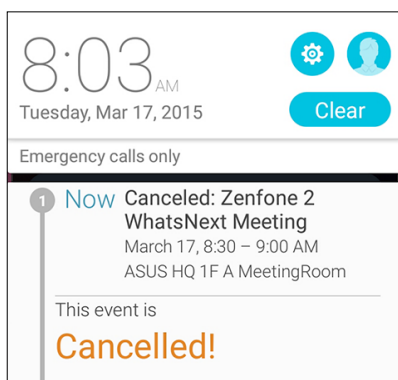 8:03 AM
Tuesday, Mar 17, 2015
Clear
Emergency calls only
1 Now Canceled: Zenfone 2
WhatsNext Meeting
March 17, 8:30 – 9:00 AM
ASUS HQ 1F A MeetingRoom
This event is
Cancelled!